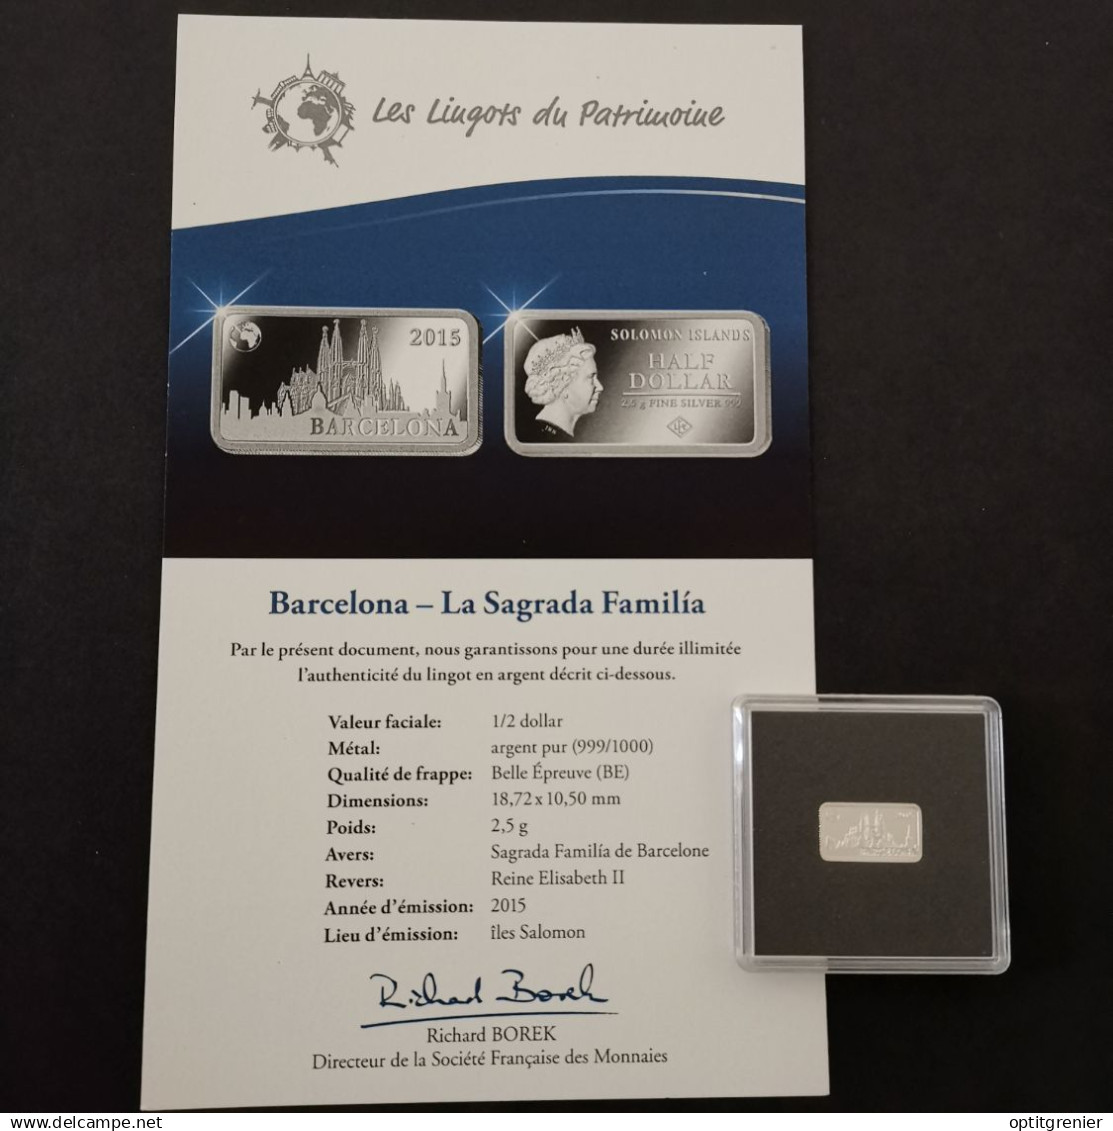 Les Lingots du Patrimoine
2015
BARCELONA
SOLOMON ISLANDS
HALF
DOLLAR
2,5 g FINE SILVER 999
Barcelona – La Sagrada Familía
Par le présent document, nous garantissons pour une durée illimitée
l’authenticité du lingot en argent décrit ci-dessous.
Valeur faciale: 1/2 dollar
Métal: argent pur (999/1000)
Qualité de frappe: Belle Épreuve (BE)
Dimensions: 18,72 x 10,50 mm
Poids: 2,5 g
Avers: Sagrada Familía de Barcelone
Revers: Reine Elisabeth II
Année d’émission: 2015
Lieu d’émission: îles Salomon
Richard Borek
Richard BOREK
Directeur de la Société Française des Monnaies
delcampe.net
optitgrenier